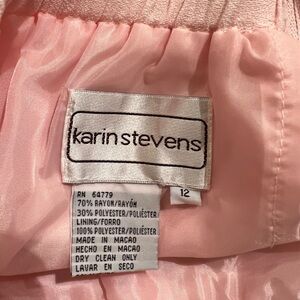 karin stevens
12
RN 64779
70% RAYON/RAYÓN
30% POLYESTER/POLIÉSTER
LINING/FORRO
100% POLYESTER/POLIÉSTER
MADE IN MACAO
HECHO EN MACAO
DRY CLEAN ONLY
LAVAR EN SECO